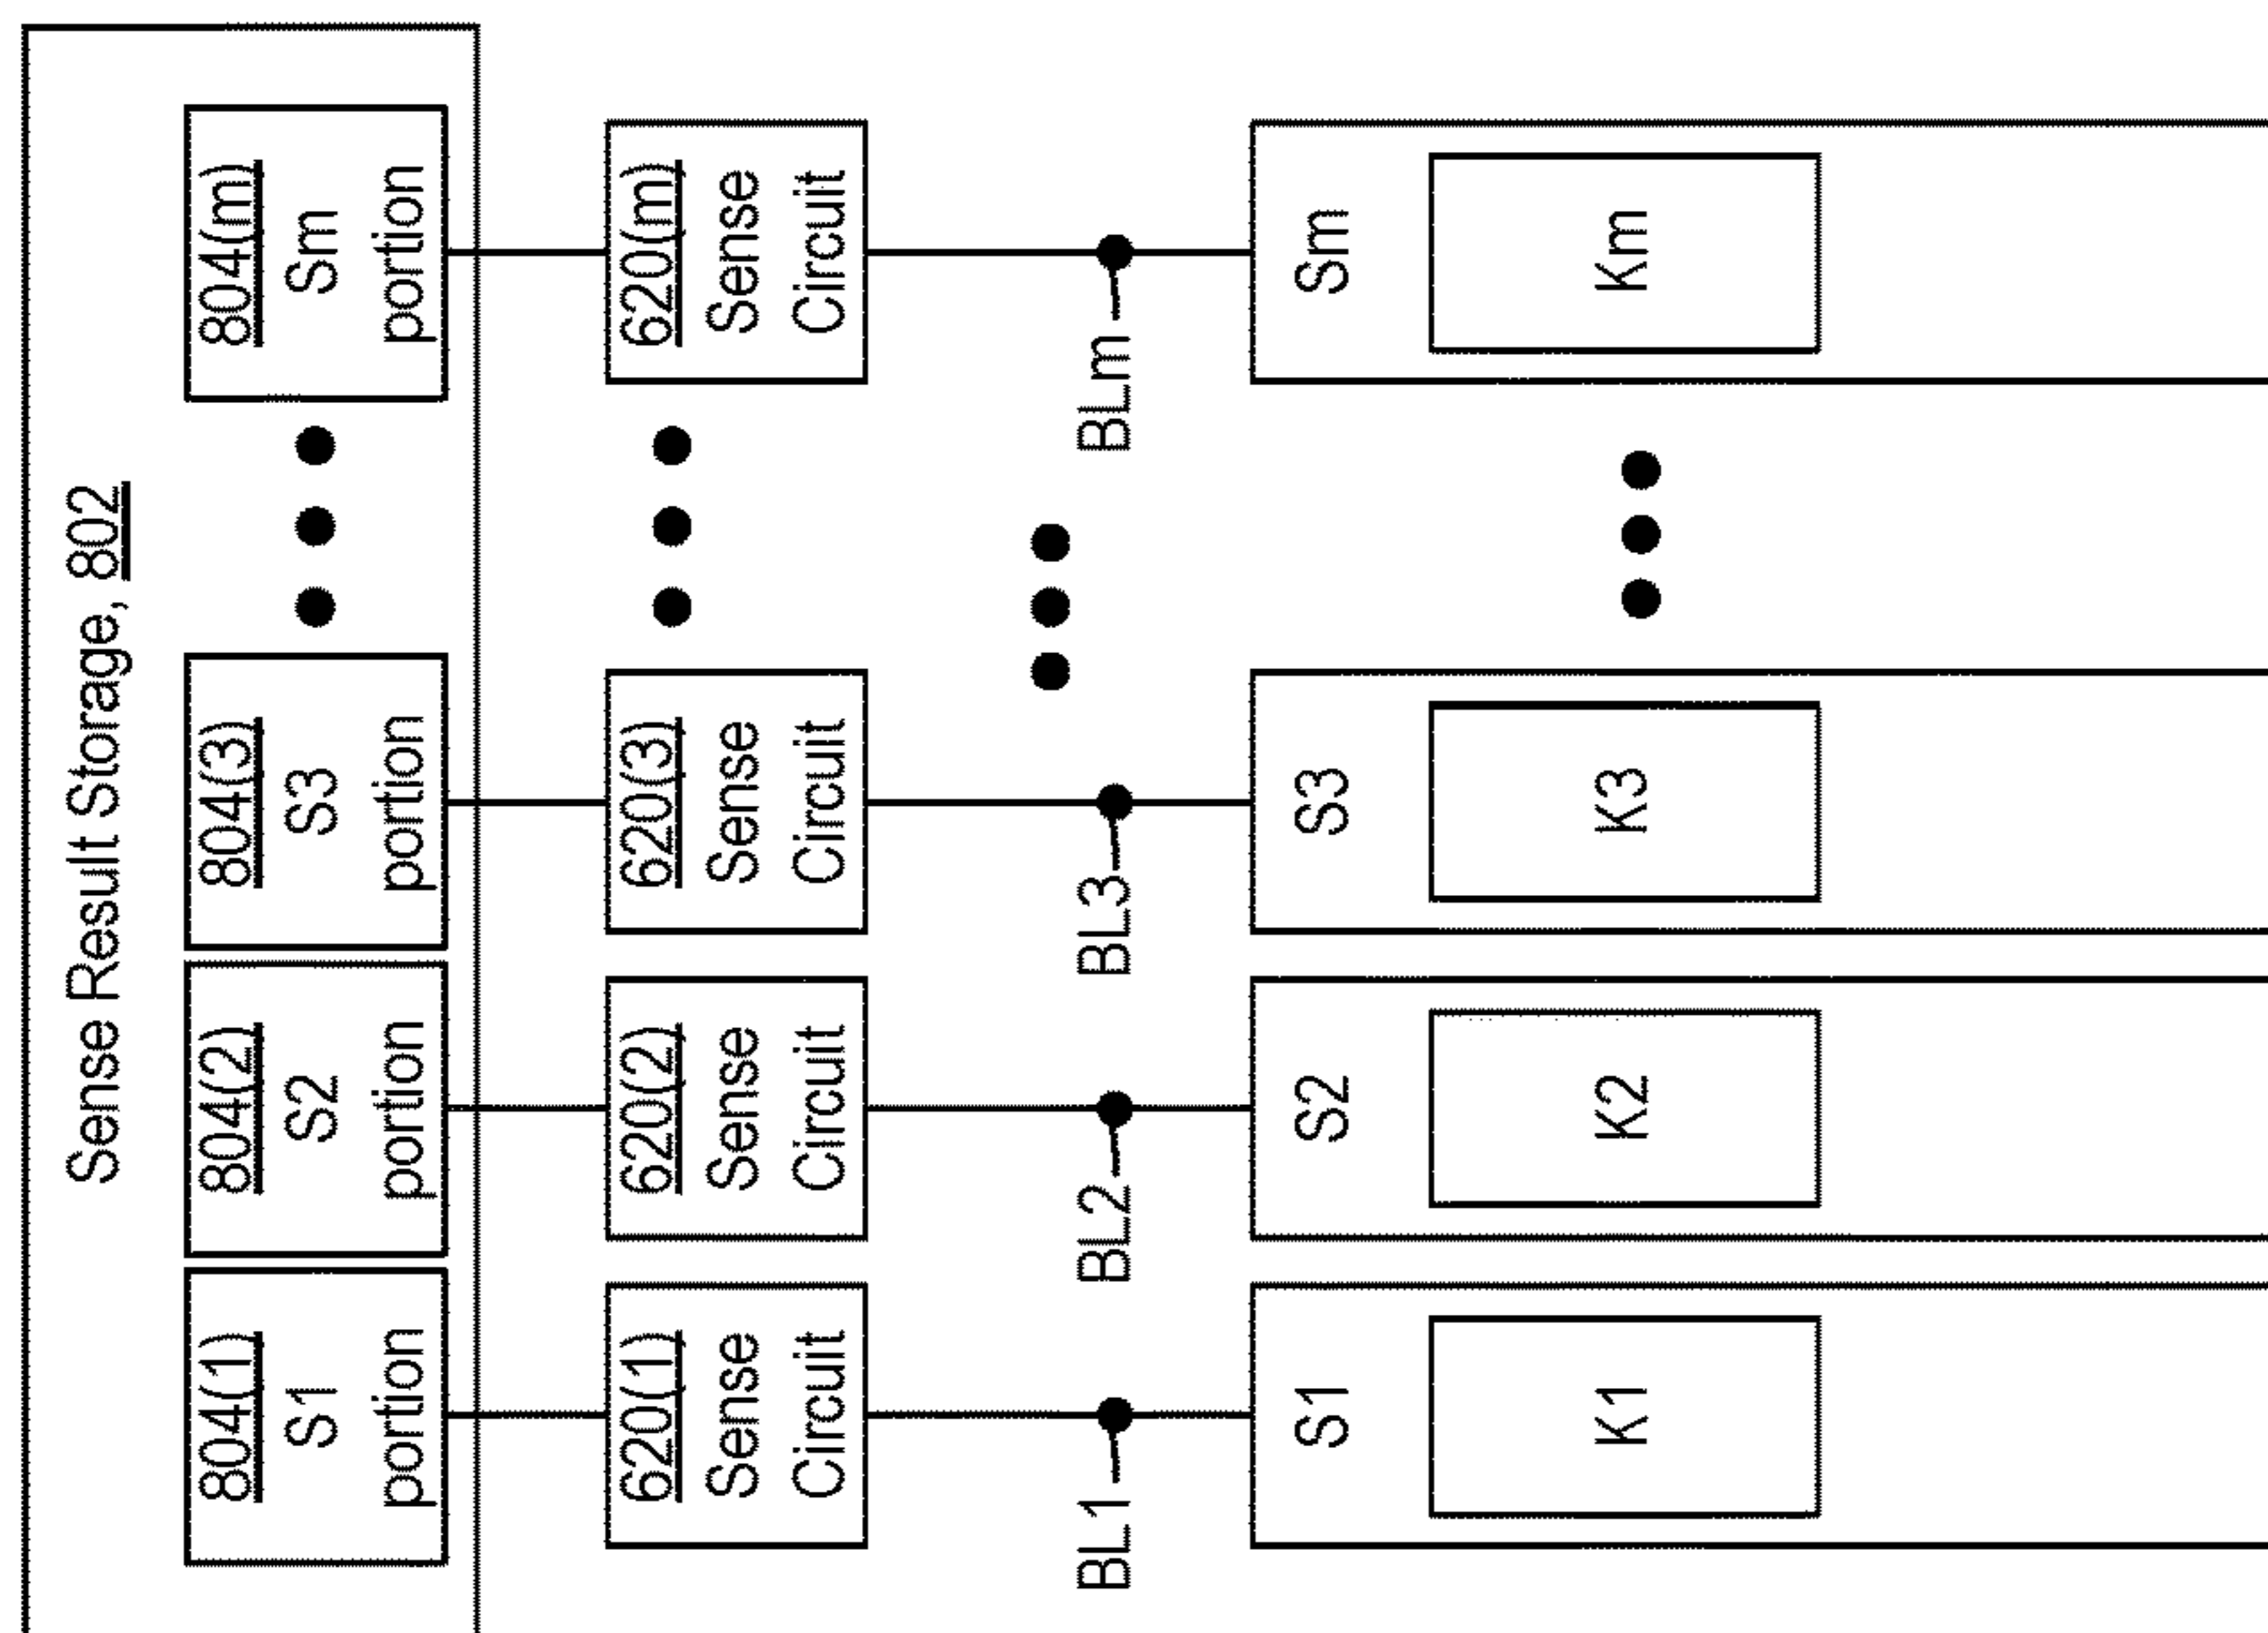 Sense Result Storage, 802
804(1)
S1
portion
804(2)
S2
portion
804(3)
S3
portion
804(m)
Sm
portion
620(1)
Sense
Circuit
620(2)
Sense
Circuit
620(3)
Sense
Circuit
620(m)
Sense
Circuit
BL1
BL2
BL3
BLm
S1
S2
S3
Sm
K1
K2
K3
Km